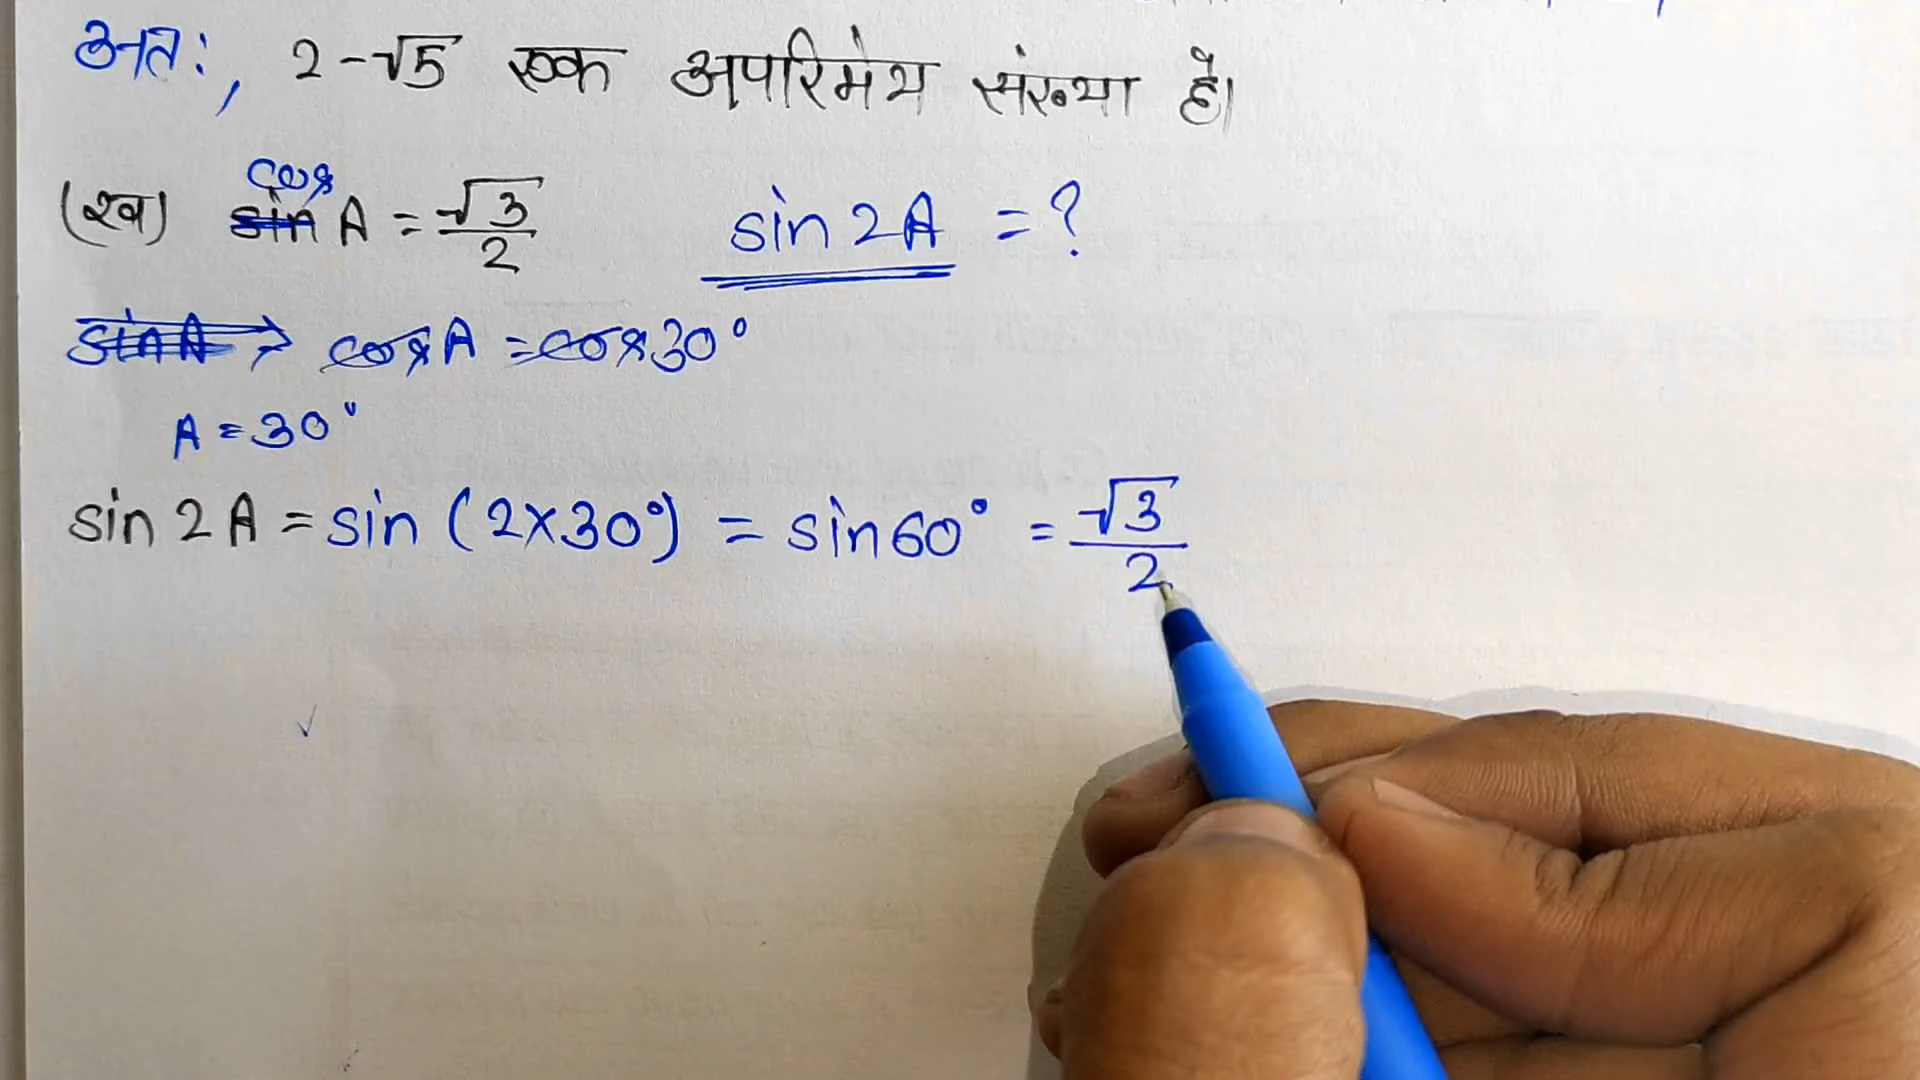 अतः, 2-√5 एक अपरिमेय संख्या है।
(ख) cos A = √3/2 sin 2A = ?
cos A = cos 30°
A = 30°
sin 2A = sin (2×30°) = sin 60° = √3/2